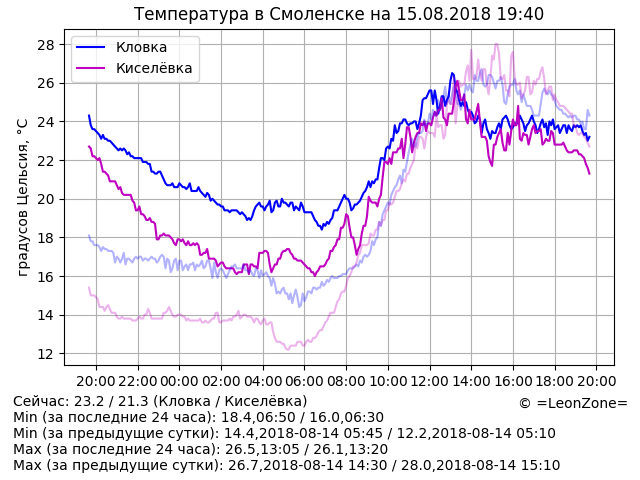 Температура в Смоленске на 15.08.2018 19:40
Кловка
Киселёвка
градусов Цельсия, °C
28
26
24
22
20
18
16
14
12
20:00 22:00 00:00 02:00 04:00 06:00 08:00 10:00 12:00 14:00 16:00 18:00 20:00
Сейчас: 23.2 / 21.3 (Кловка / Киселёвка)
© =LeonZone=
Min (за последние 24 часа): 18.4,06:50 / 16.0,06:30
Min (за предыдущие сутки): 14.4,2018-08-14 05:45 / 12.2,2018-08-14 05:10
Max (за последние 24 часа): 26.5,13:05 / 26.1,13:20
Max (за предыдущие сутки): 26.7,2018-08-14 14:30 / 28.0,2018-08-14 15:10